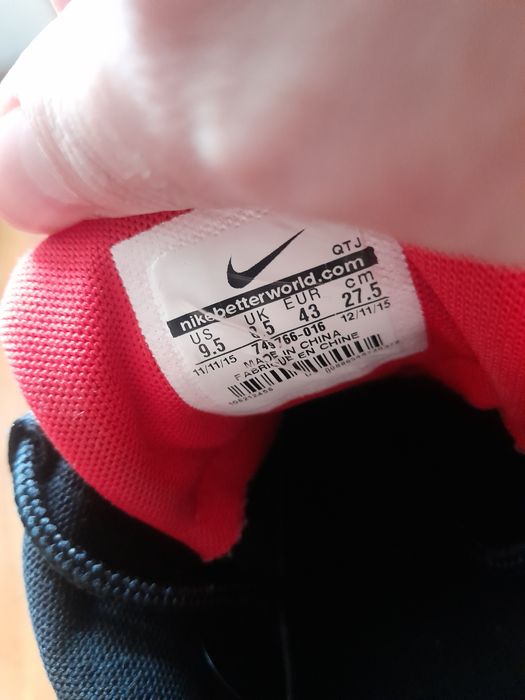 QTJ
nikebetterworld.com
US UK EUR cm
9.5 43 27.5
11/11/15 12/11/15
MADE IN CHINA
FABRIQUE EN CHINE